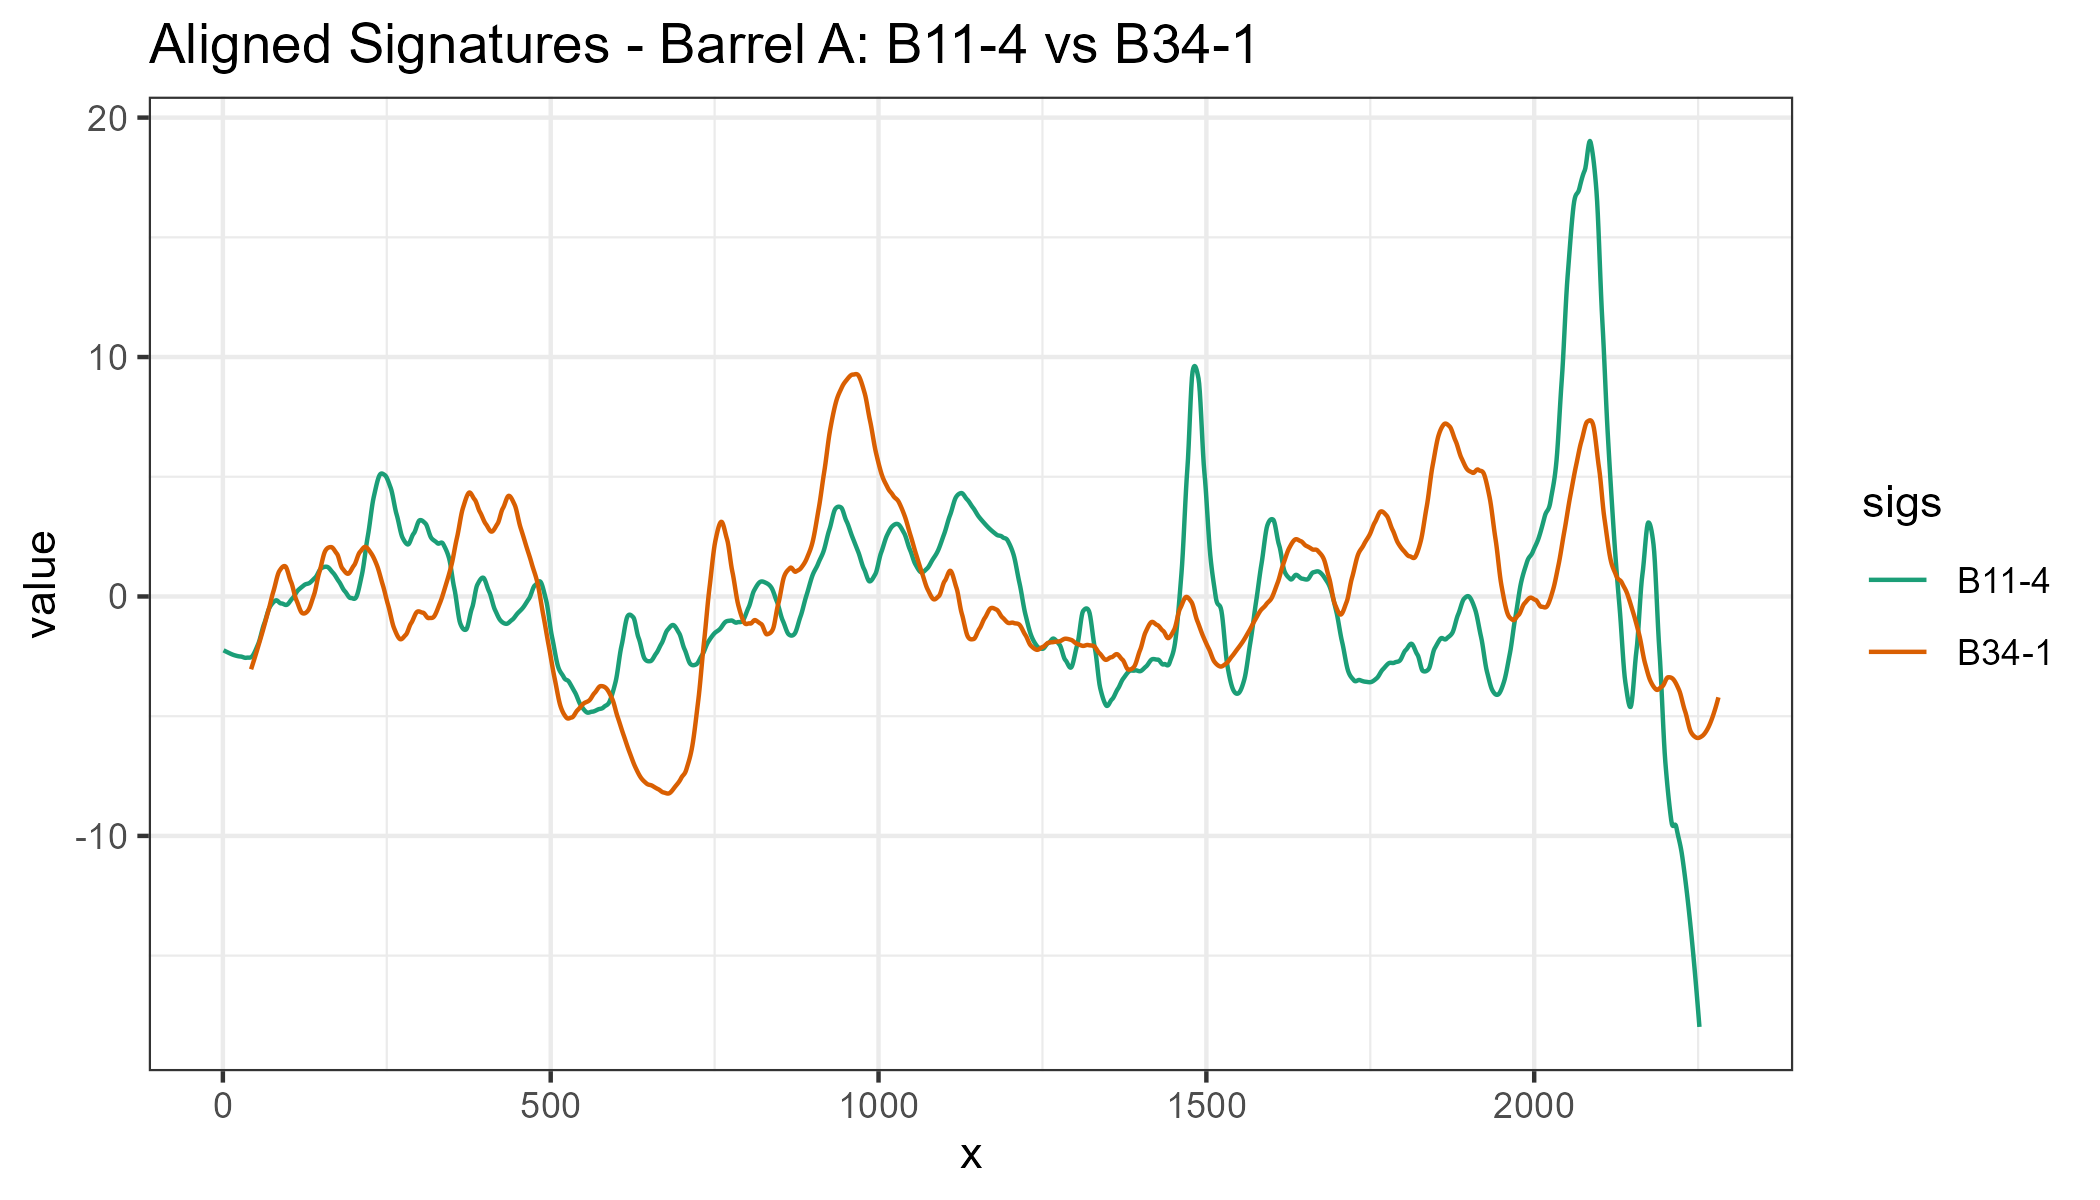 Aligned Signatures - Barrel A: B11-4 vs B34-1
20
10
0
-10
value
0 500 1000 1500 2000
x
sigs
B11-4
B34-1